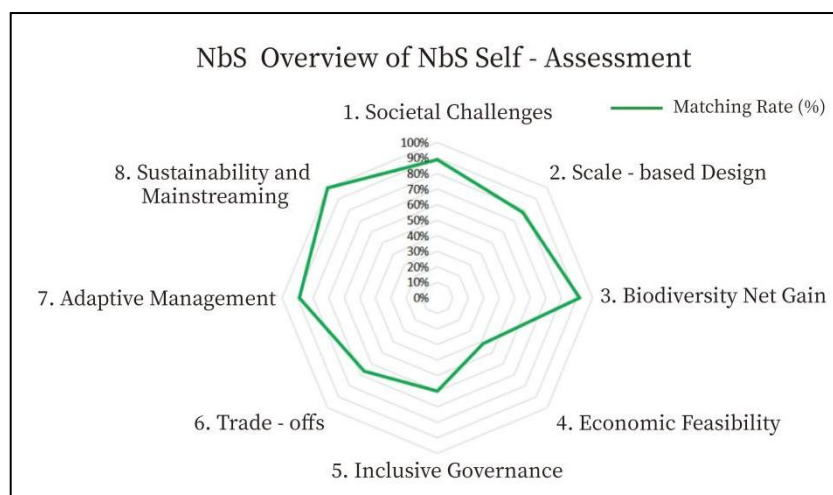 NbS Overview of NbS Self - Assessment
Matching Rate (%)
1. Societal Challenges
2. Scale - based Design
3. Biodiversity Net Gain
4. Economic Feasibility
5. Inclusive Governance
6. Trade - offs
7. Adaptive Management
8. Sustainability and
Mainstreaming
100%
90%
80%
70%
60%
50%
40%
30%
20%
10%
0%